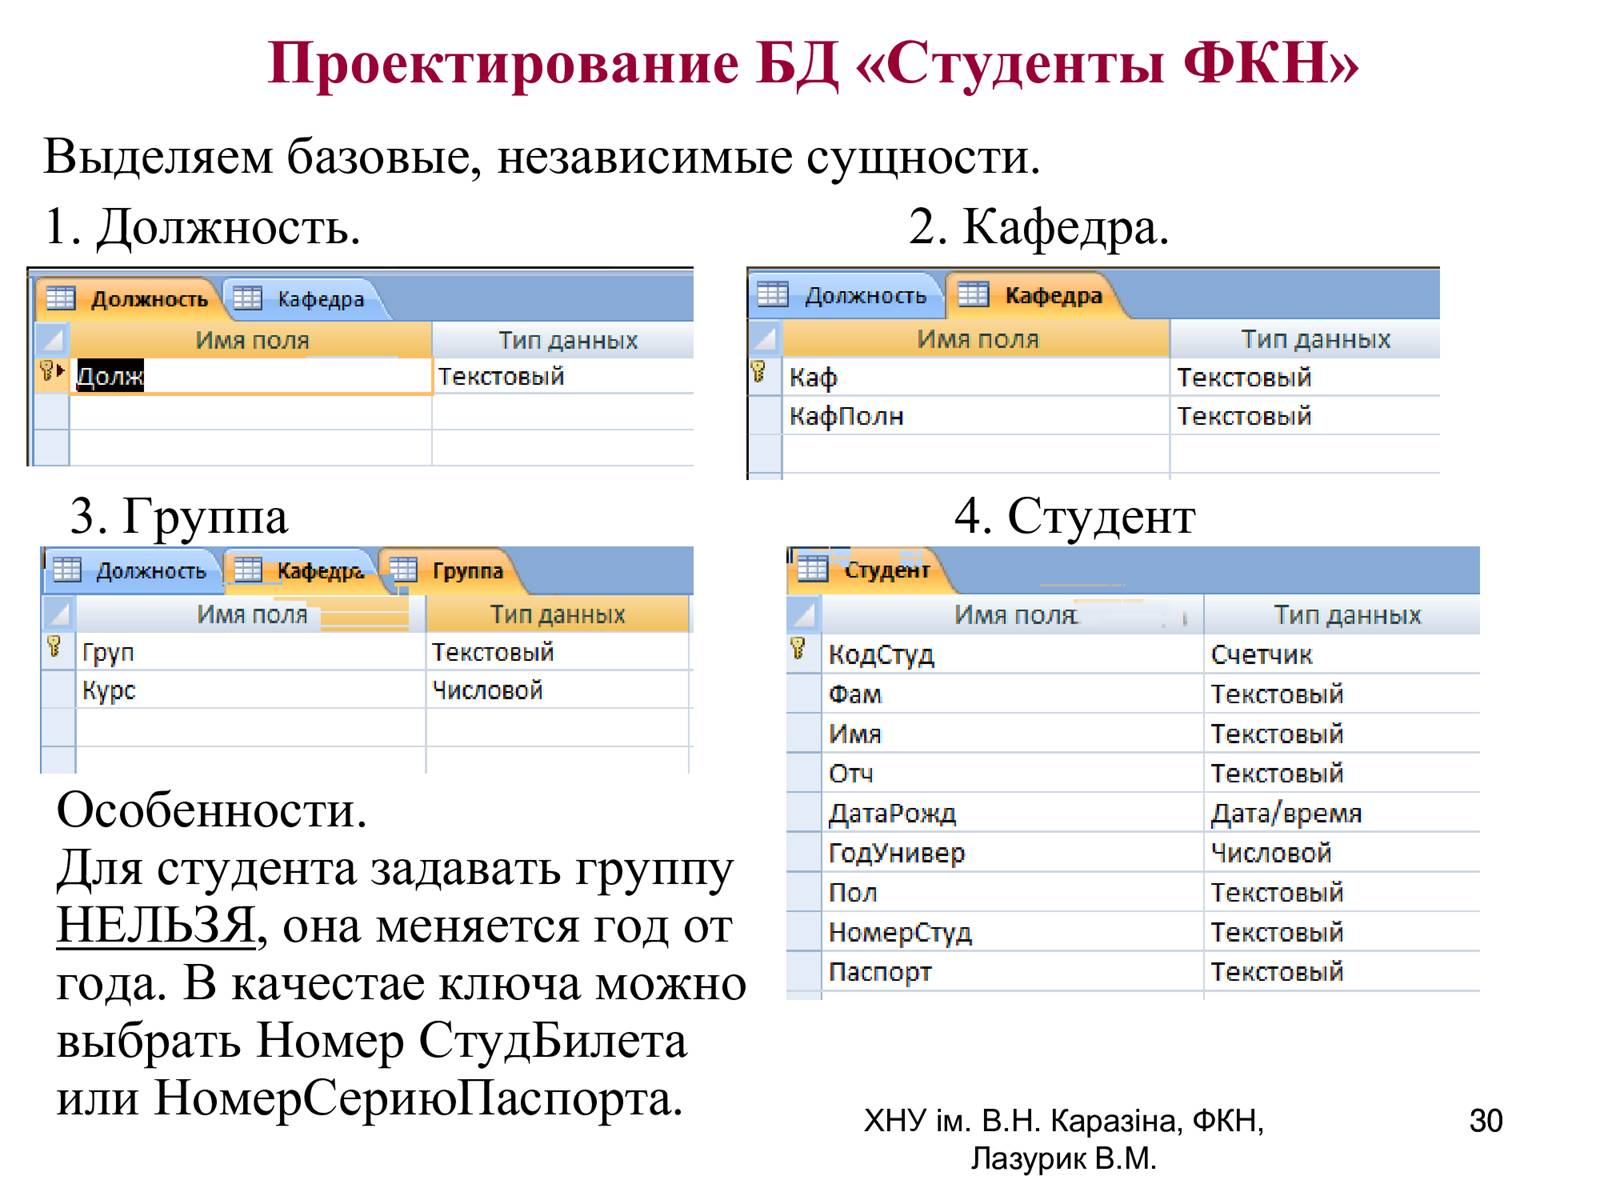 Проектирование БД «Студенты ФКН»
Выделяем базовые, независимые сущности.
1. Должность.
Должность Кафедра
Имя поля Тип данных
Долж Текстовый
2. Кафедра.
Должность Кафедра
Имя поля Тип данных
Каф Текстовый
КафПолн Текстовый
3. Группа
Должность Кафедра Группа
Имя поля Тип данных
Груп Текстовый
Курс Числовой
4. Студент
Студент
Имя поля Тип данных
КодСтуд Счетчик
Фам Текстовый
Имя Текстовый
Отч Текстовый
ДатаРожд Дата/время
ГодУнивер Числовой
Пол Текстовый
НомерСтуд Текстовый
Паспорт Текстовый
Особенности.
Для студента задавать группу
НЕЛЬЗЯ, она меняется год от
года. В качестае ключа можно
выбрать Номер СтудБилета
или НомерСериюПаспорта.
ХНУ ім. В.Н. Каразіна, ФКН,
Лазурик В.М.
30